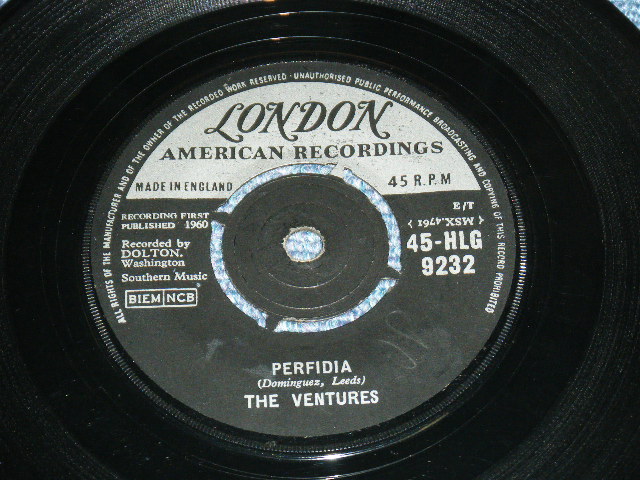 ALL RIGHTS OF THE MANUFACTURER AND OF THE OWNER OF THE RECORDED WORK RESERVED · UNAUTHORISED PUBLIC PERFORMANCE BROADCASTING AND COPYING OF THIS RECORD PROHIBITED
LONDON
AMERICAN RECORDINGS
MADE IN ENGLAND
45 R.P.M
RECORDING FIRST
PUBLISHED 1960
E/T
( MSX.4761 )
Recorded by
DOLTON,
Washington
45-HLG
9232
Southern Music
BIEM NCB
PERFIDIA
(Dominguez, Leeds)
THE VENTURES